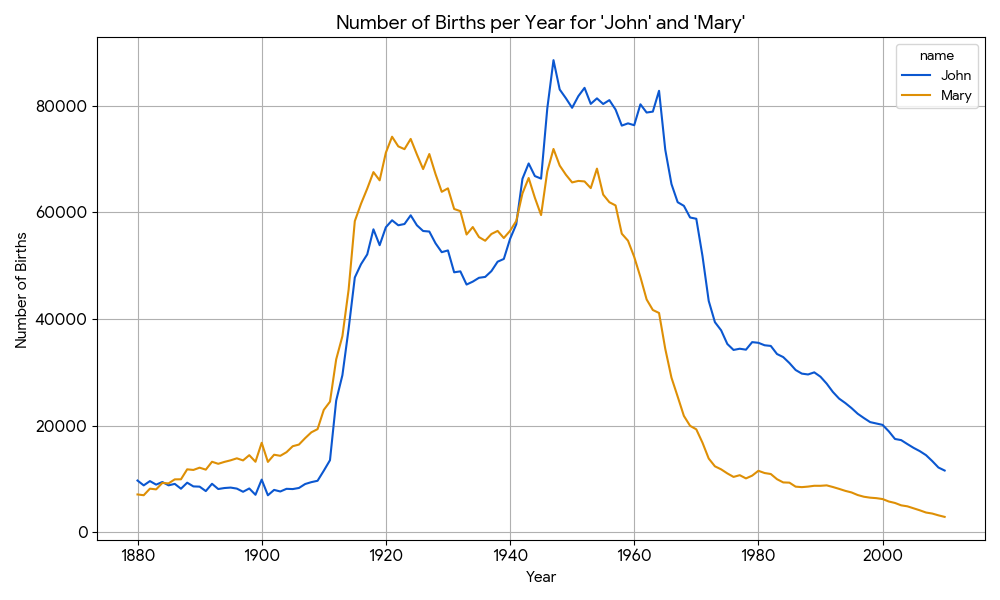 Number of Births per Year for 'John' and 'Mary'
name
John
Mary
Number of Births
80000
60000
40000
20000
0
1880 1900 1920 1940 1960 1980 2000
Year